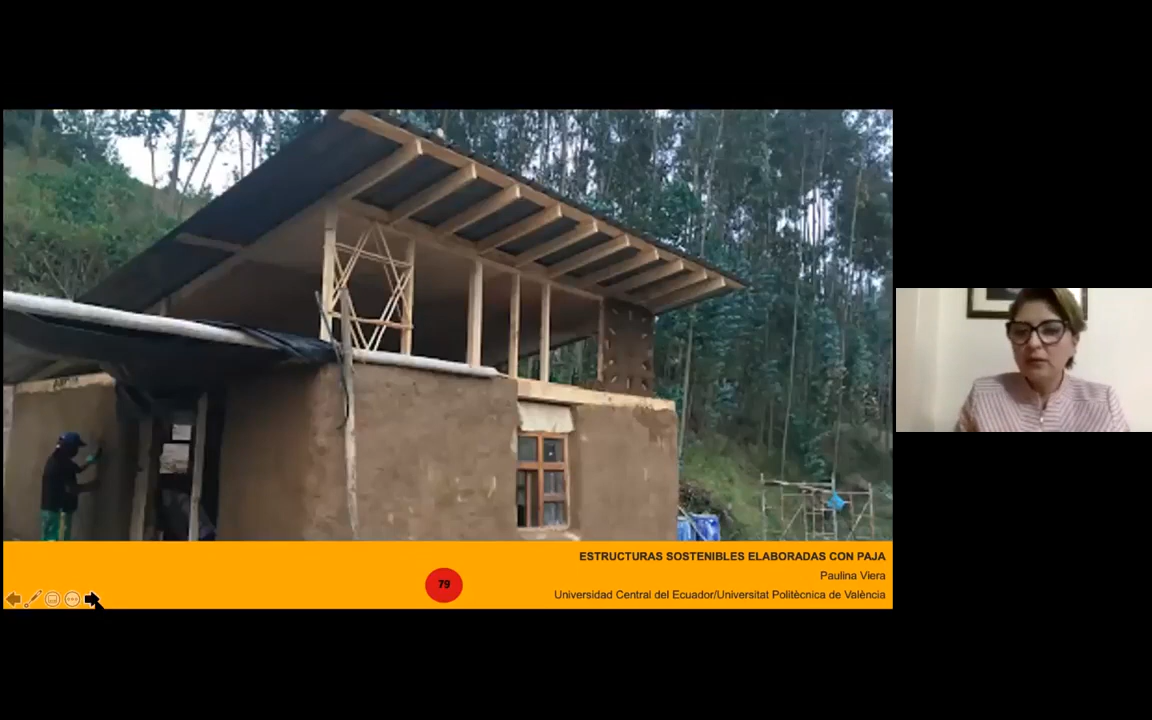 79
ESTRUCTURAS SOSTENIBLES ELABORADAS CON PAJA
Paulina Viera
Universidad Central del Ecuador/Universitat Politècnica de València